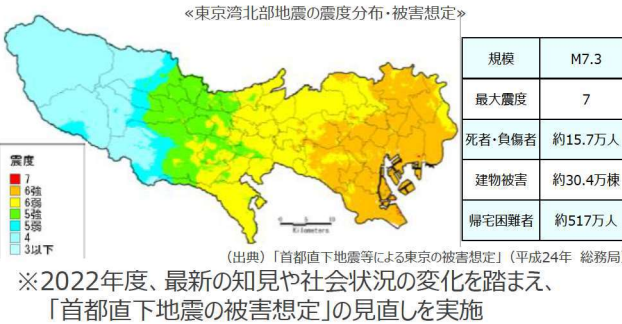 ≪東京湾北部地震の震度分布・被害想定≫
規模 M7.3
最大震度 7
死者・負傷者 約15.7万人
建物被害 約30.4万棟
帰宅困難者 約517万人
震度
7
6強
6弱
5強
5弱
4
3以下
0 5 10
Kilometers
（出典）「首都直下地震等による東京の被害想定」（平成24年 総務局）
※2022年度、最新の知見や社会状況の変化を踏まえ、
「首都直下地震の被害想定」の見直しを実施